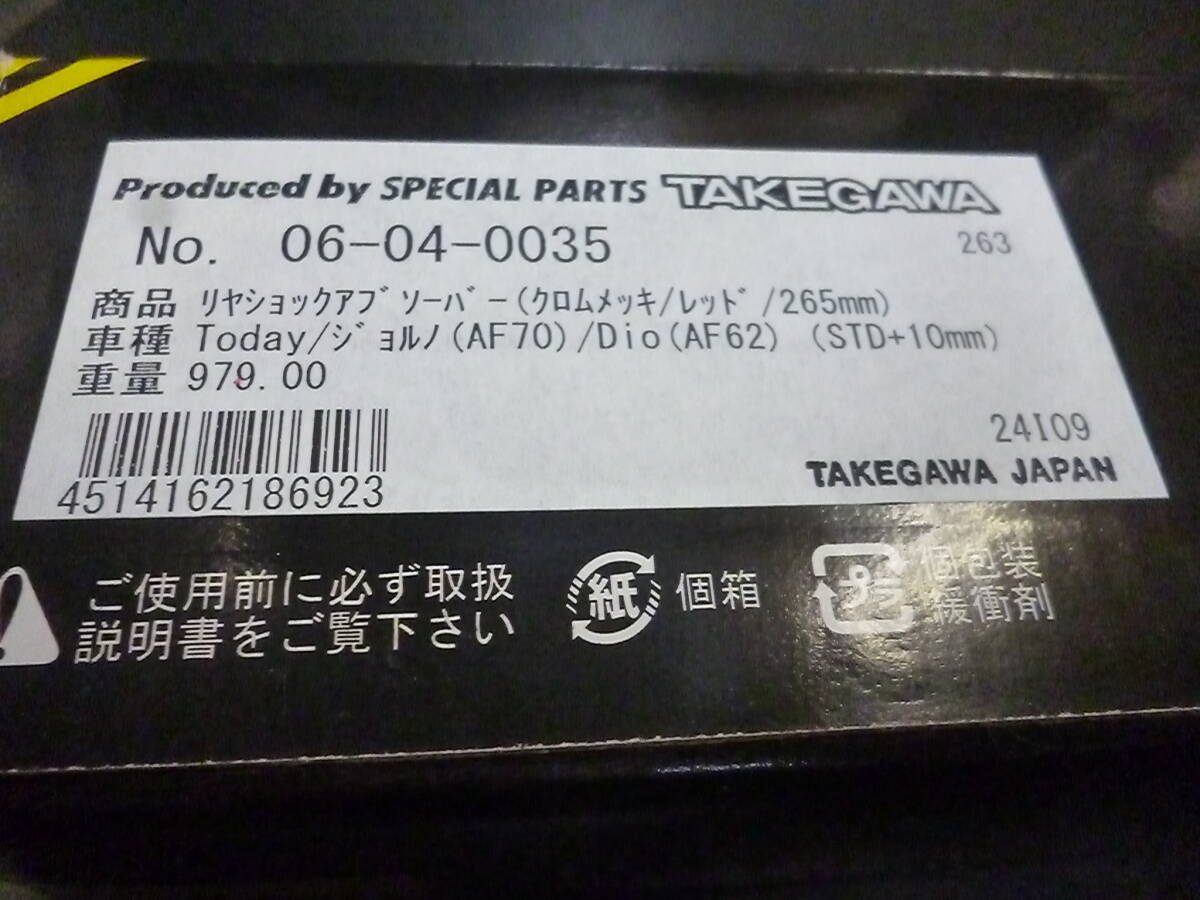 Produced by SPECIAL PARTS TAKEGAWA
No. 06-04-0035
263
商品 ﾘﾔｼｮｯｸｱﾌﾞｿｰﾊﾞｰ(ｸﾛﾑﾒｯｷ/ﾚｯﾄﾞ/265mm)
車種 Today/ｼﾞｮﾙﾉ(AF70)/Dio(AF62) (STD+10mm)
重量 979.00
24I09
4514162186923
TAKEGAWA JAPAN
ご使用前に必ず取扱
説明書をご覧下さい
紙 個箱
プラ 個包装
緩衝剤